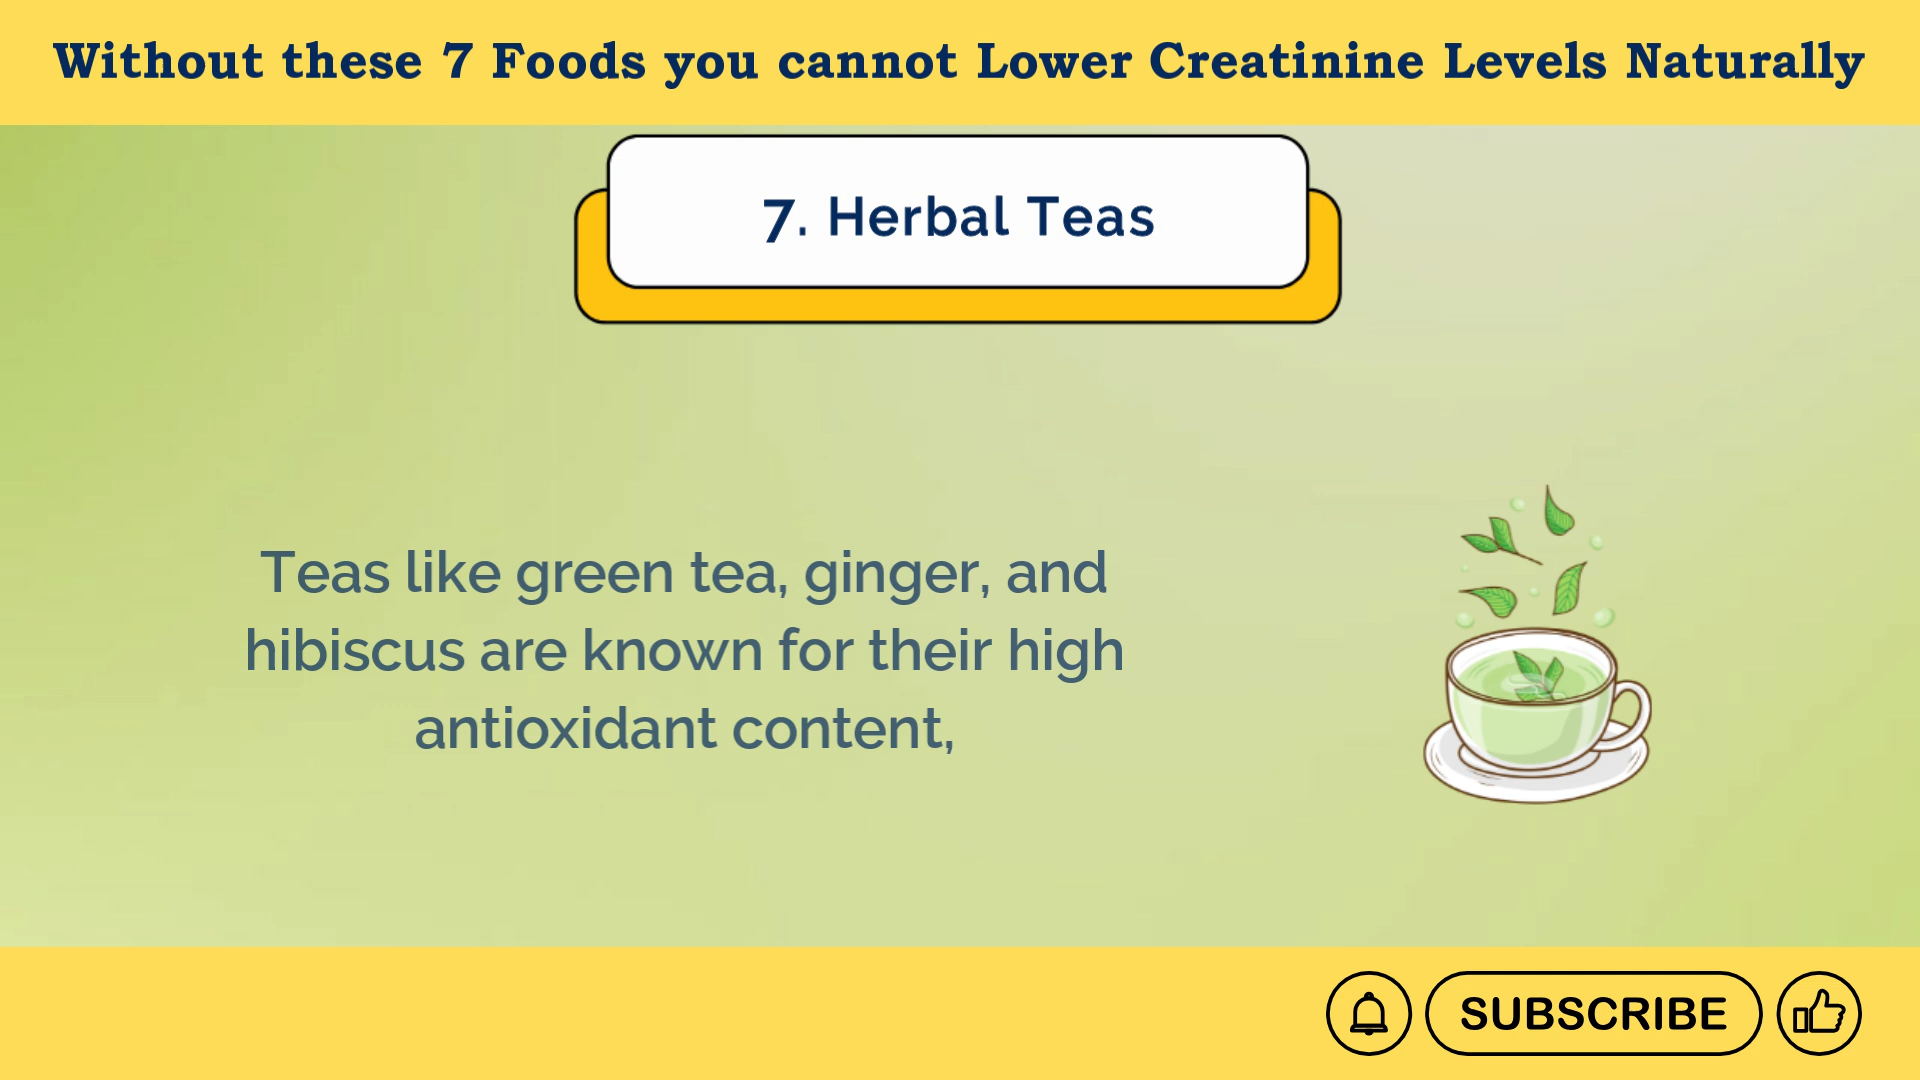 Without these 7 Foods you cannot Lower Creatinine Levels Naturally
7. Herbal Teas
Teas like green tea, ginger, and
hibiscus are known for their high
antioxidant content,
SUBSCRIBE